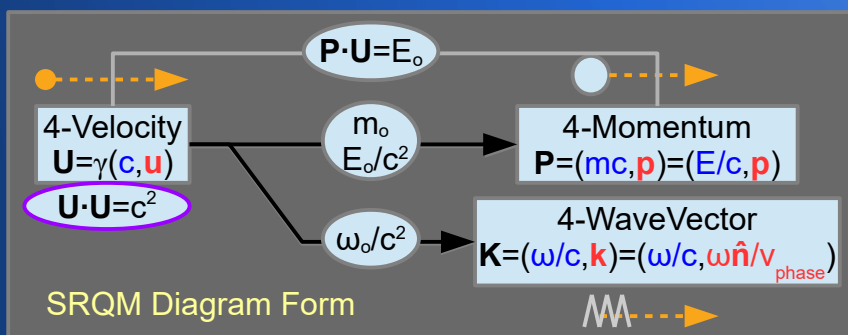 P·U=Eₒ
4-Velocity
U=γ(c,u)
U·U=c²
mₒ
Eₒ/c²
4-Momentum
P=(mc,p)=(E/c,p)
ωₒ/c²
4-WaveVector
K=(ω/c,k)=(ω/c,ωn̂/v_phase)
SRQM Diagram Form